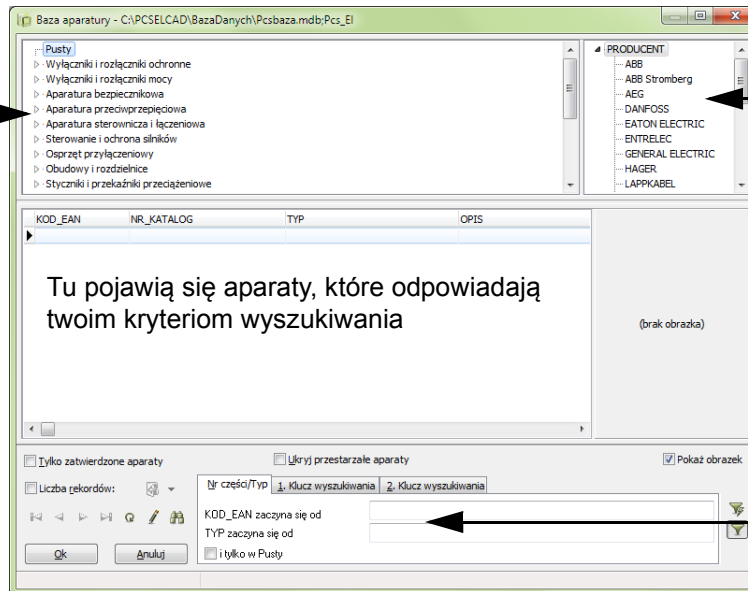 Baza aparatury - C:\PCSELCAD\BazaDanych\Pcsbaza.mdb;Pcs_El
Pusty
Wyłączniki i rozłączniki ochronne
Wyłączniki i rozłączniki mocy
Aparatura bezpiecznikowa
Aparatura przeciwprzepięciowa
Aparatura sterownicza i łączeniowa
Sterowanie i ochrona silników
Osprzęt przyłączeniowy
Obudowy i rozdzielnice
Styczniki i przekaźniki przeciążeniowe
PRODUCENT
ABB
ABB Stromberg
AEG
DANFOSS
EATON ELECTRIC
ENTRELEC
GENERAL ELECTRIC
HAGER
LAPPKABEL
KOD_EAN NR_KATALOG TYP OPIS
Tu pojawią się aparaty, które odpowiadają
twoim kryteriom wyszukiwania
(brak obrazka)
Tylko zatwierdzone aparaty Ukryj przestarzałe aparaty Pokaż obrazek
Liczba rekordów:
Nr części/Typ 1. Klucz wyszukiwania 2. Klucz wyszukiwania
KOD_EAN zaczyna się od
TYP zaczyna się od
i tylko w Pusty
Ok Anuluj